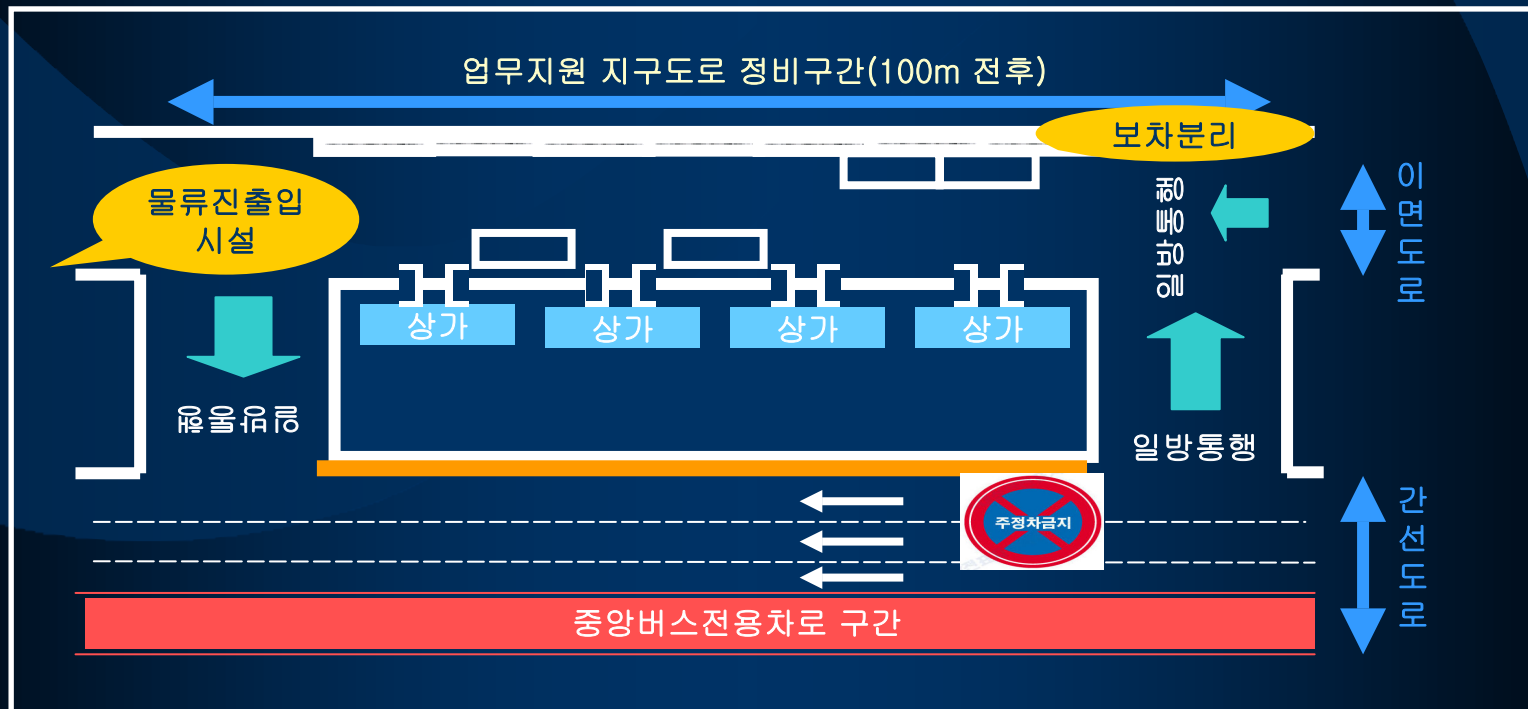 업무지원 지구도로 정비구간(100m 전후)
보차분리
물류진출입
시설
일방통행
이면도로
상가
상가
상가
상가
일방통행
일방통행
주정차금지
간선도로
중앙버스전용차로 구간